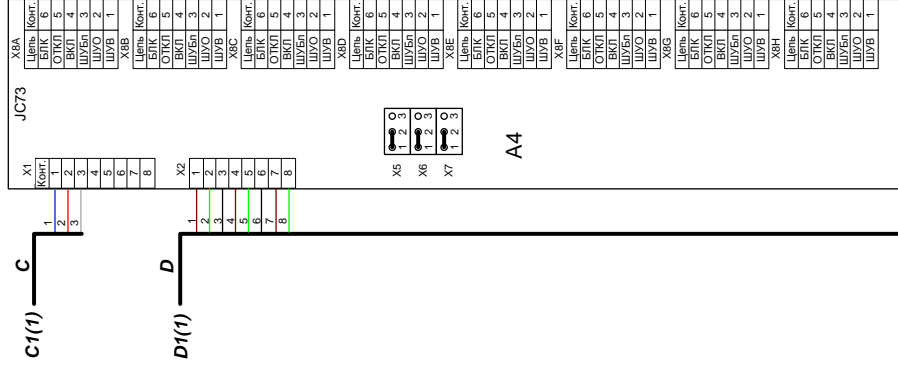 X8A
Цепь Конт.
БЛК 6
ОТКЛ 5
ВКЛ 4
ШУБл 3
ШУО 2
ШУВ 1
X8B
Цепь Конт.
БЛК 6
ОТКЛ 5
ВКЛ 4
ШУБл 3
ШУО 2
ШУВ 1
X8C
Цепь Конт.
БЛК 6
ОТКЛ 5
ВКЛ 4
ШУБл 3
ШУО 2
ШУВ 1
X8D
Цепь Конт.
БЛК 6
ОТКЛ 5
ВКЛ 4
ШУБл 3
ШУО 2
ШУВ 1
X8E
Цепь Конт.
БЛК 6
ОТКЛ 5
ВКЛ 4
ШУБл 3
ШУО 2
ШУВ 1
X8F
Цепь Конт.
БЛК 6
ОТКЛ 5
ВКЛ 4
ШУБл 3
ШУО 2
ШУВ 1
X8G
Цепь Конт.
БЛК 6
ОТКЛ 5
ВКЛ 4
ШУБл 3
ШУО 2
ШУВ 1
X8H
Цепь Конт.
БЛК 6
ОТКЛ 5
ВКЛ 4
ШУБл 3
ШУО 2
ШУВ 1
JC73
X1
Конт.
1 1
2 2
3 3
4
5
6
7
8
X2
1 1
2 2
3 3
4 4
5 5
6 6
7 7
8 8
X5 1 2 3
X6 1 2 3
X7 1 2 3
A4
C
C1(1)
D
D1(1)